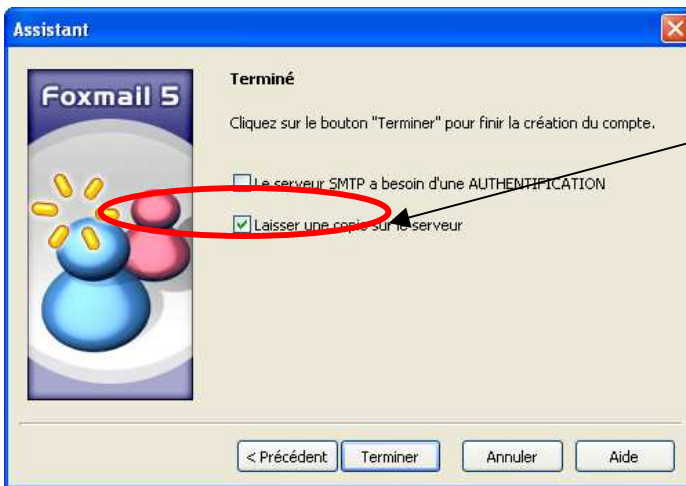 Assistant
Foxmail 5
Terminé
Cliquez sur le bouton "Terminer" pour finir la création du compte.
Le serveur SMTP a besoin d'une AUTHENTIFICATION
Laisser une copie sur le serveur
< Précédent
Terminer
Annuler
Aide